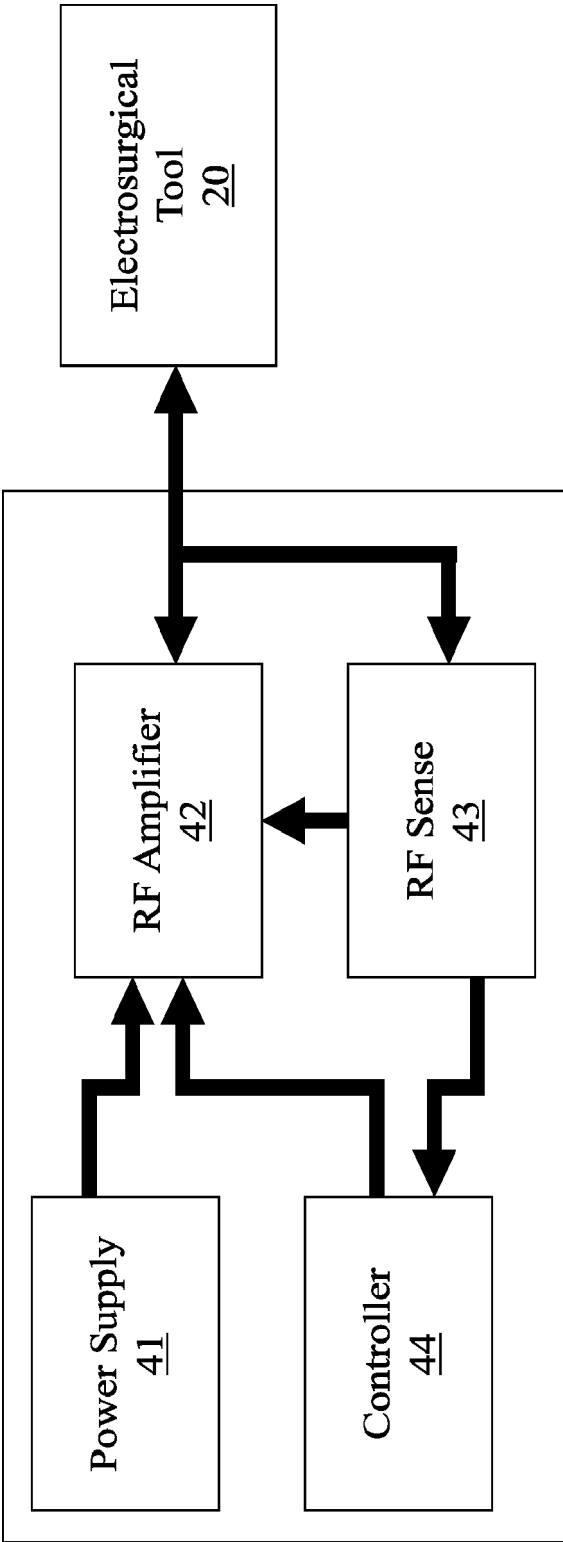 Power Supply
41
RF Amplifier
42
Electrosurgical
Tool
20
Controller
44
RF Sense
43